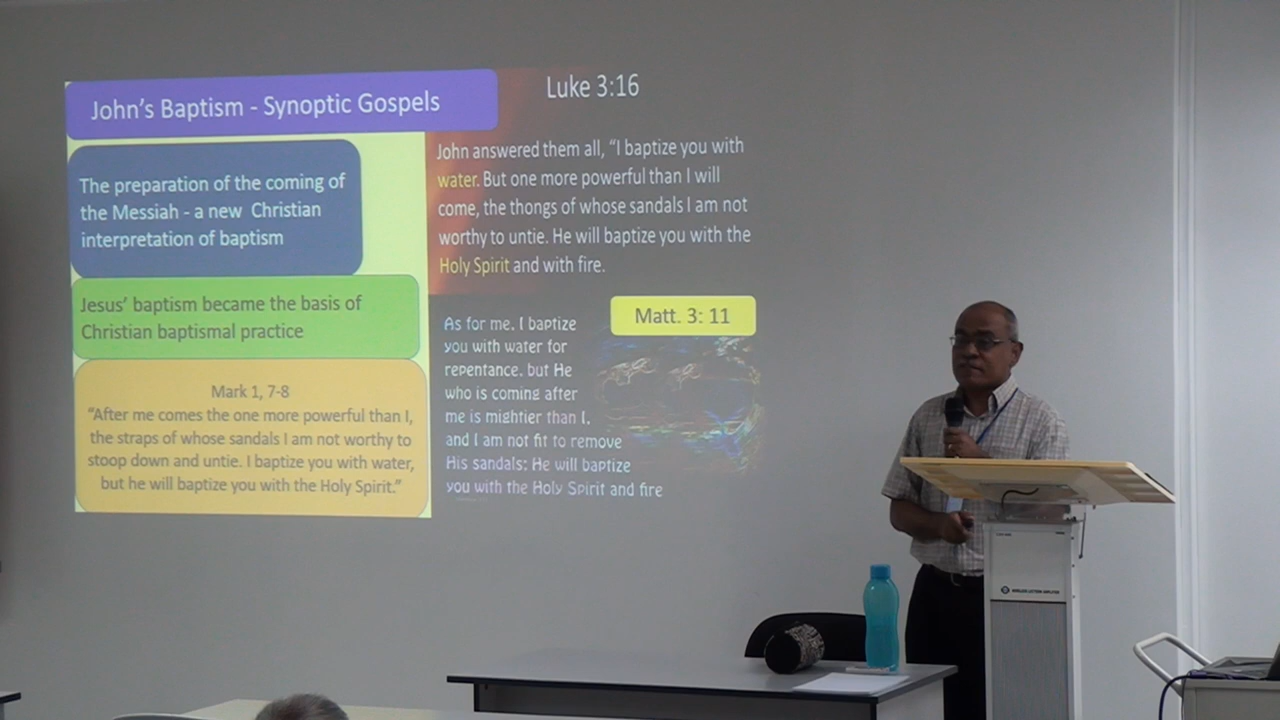 John's Baptism - Synoptic Gospels
The preparation of the coming of
the Messiah - a new Christian
interpretation of baptism
Jesus' baptism became the basis of
Christian baptismal practice
Mark 1, 7-8
“After me comes the one more powerful than I,
the straps of whose sandals I am not worthy to
stoop down and untie. I baptize you with water,
but he will baptize you with the Holy Spirit.”
Luke 3:16
John answered them all, “I baptize you with
water. But one more powerful than I will
come, the thongs of whose sandals I am not
worthy to untie. He will baptize you with the
Holy Spirit and with fire.
Matt. 3: 11
As for me, I baptize
you with water for
repentance, but He
who is coming after
me is mightier than I,
and I am not fit to remove
His sandals; He will baptize
you with the Holy Spirit and fire